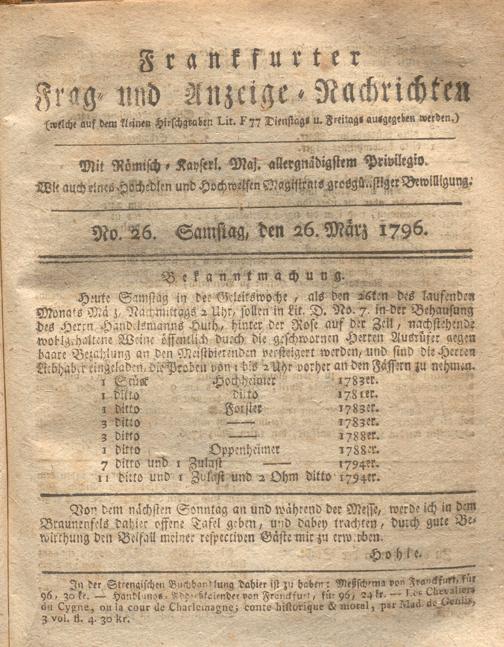 Frankfurter
Frag- und Anzeige-Nachrichten
(welche auf dem kleinen Hirschgraben Lit. F 77 Dienstags u. Freitags ausgegeben werden.)
Mit Römisch-Kayserl. Maj. allergnädigstem Privilegio.
Wie auch eines Hochedlen und Hochweisen Magistrats grosgünstiger Bewilligung.
No. 26. Samstag, den 26. März 1796.
Bekanntmachung.
Heute Samstag in der Geleitswoche, als den 26ten des laufenden
Monats März, Nachmittags 2 Uhr, sollen in Lit. D. No. 7. in der Behausung
des Herrn Handelsmanns Huth, hinter der Rose auf der Zeil, nachstehende
wohlgehaltene Weine öffentlich durch die geschwornen Herren Ausrüfer gegen
baare Bezahlung an den Meistbietenden versteigert werden, und sind die Herren
Liebhaber eingeladen, die Proben von 1 bis 2 Uhr vorher an den Fässern zu nehmen.
1 Stück Hochheimer 1783er.
1 ditto ditto 1781er.
1 ditto Forster 1783er.
3 ditto —— 1783er.
3 ditto —— 1788er.
1 ditto Oppenheimer 1788er.
7 ditto und 1 Zulast —— 1794er.
11 ditto und 1 Zulast und 2 Ohm ditto 1794er.
Von dem nächsten Sonntag an und während der Messe, werde ich in dem
Braunenfels dahier offene Tafel geben, und dabey trachten, durch gute Be-
wirthung den Beifall meiner respectiven Gäste mir zu erwerben.
Hohle.
In der Strengischen Buchhandlung dahier ist zu haben: Meßschema von Franckfurt, für
96, 30 kr. — Handlungs-Addreßkalender von Franckfurt, für 96, 24 kr. — Les Chevaliers
du Cygne, ou la cour de Charlemagne; conte historique & moral, par Mad. de Genlis,
3 vol. fl. 4. 30 kr.